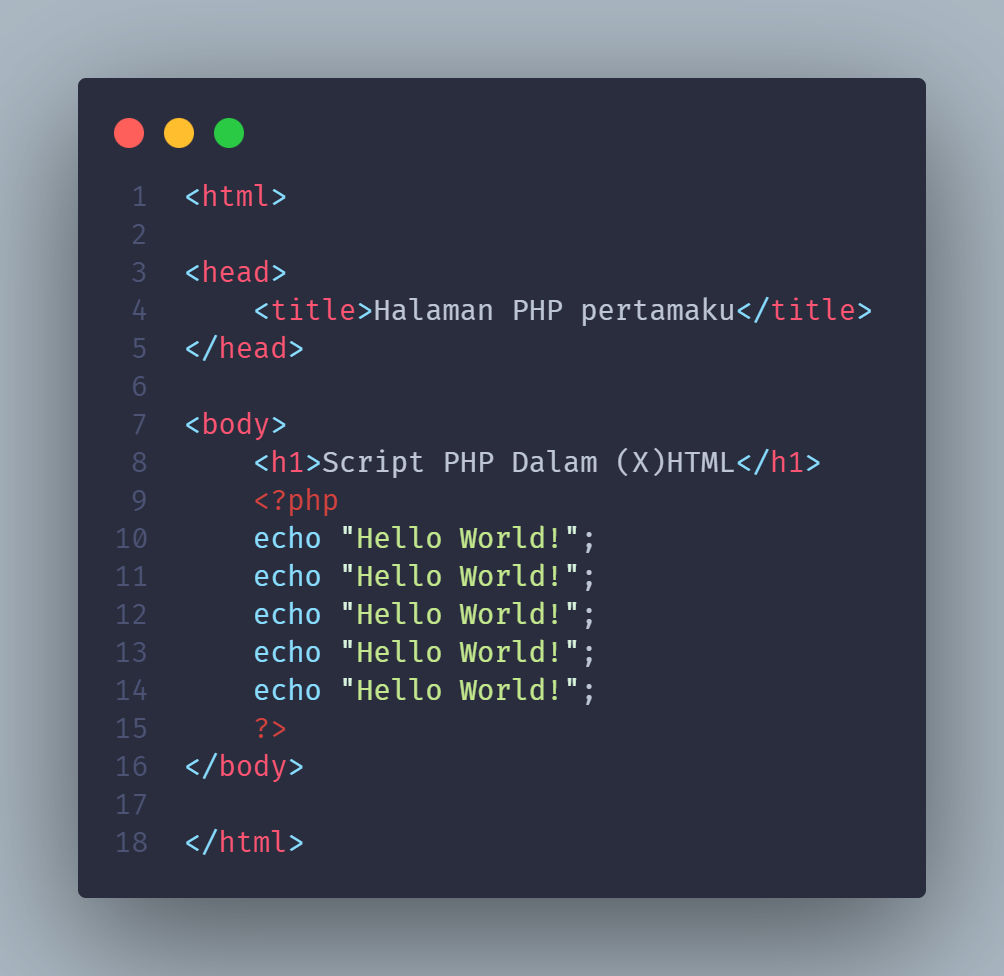 1 <html>
2
3 <head>
4     <title>Halaman PHP pertamaku</title>
5 </head>
6
7 <body>
8     <h1>Script PHP Dalam (X)HTML</h1>
9     <?php
10     echo "Hello World!";
11     echo "Hello World!";
12     echo "Hello World!";
13     echo "Hello World!";
14     echo "Hello World!";
15     ?>
16 </body>
17
18 </html>